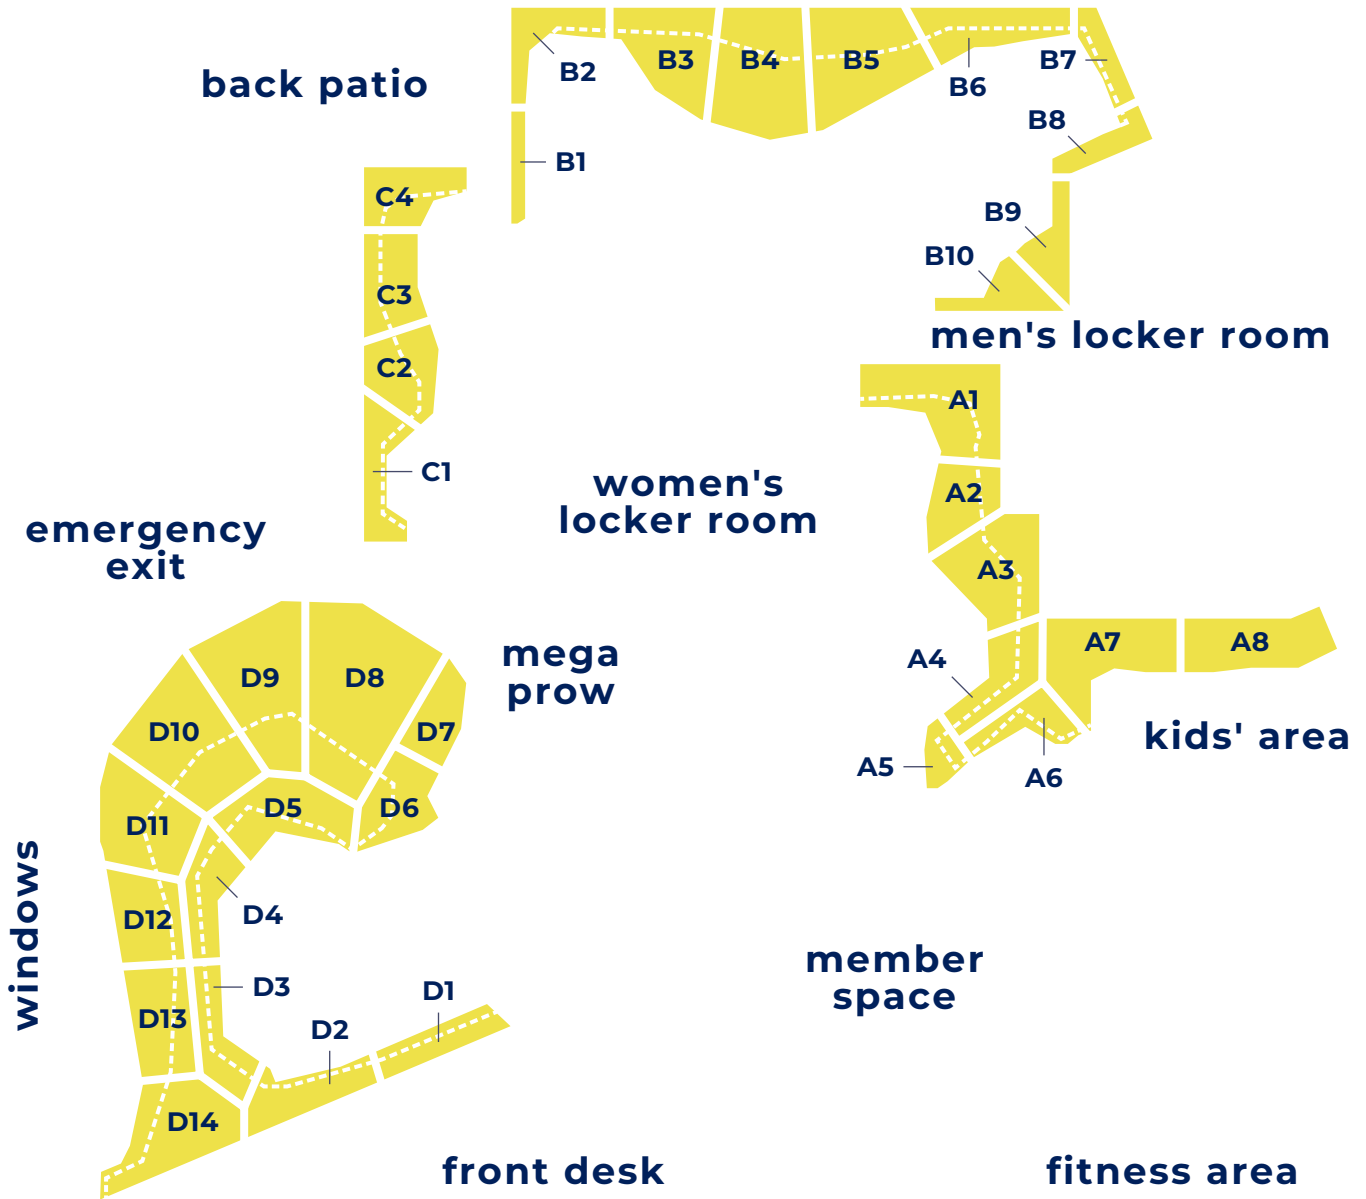 B2
B3
B4
B5
B6
B7
back patio
B8
B1
C4
B9
B10
C3
men's locker room
C2
A1
C1
women's
locker room
A2
emergency
exit
A3
mega
prow
A4
A7
A8
D9
D8
D10
D7
kids' area
A5
A6
D5
D6
D11
windows
D4
D12
member
space
D3
D1
D13
D2
D14
front desk
fitness area